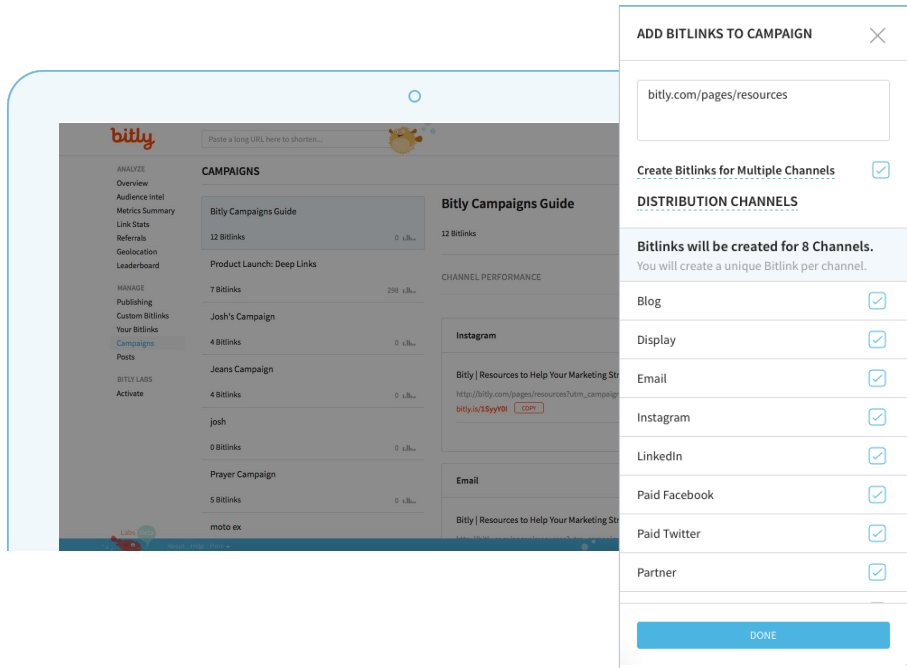 bitly
Paste a long URL here to shorten...
ANALYZE
Overview
Audience Intel
Metrics Summary
Link Stats
Referrals
Geolocation
Leaderboard
MANAGE
Publishing
Custom Bitlinks
Your Bitlinks
Campaigns
Posts
BITLY LABS
Activate
Labs
CAMPAIGNS
Bitly Campaigns Guide
12 Bitlinks 0
Product Launch: Deep Links
7 Bitlinks 298
Josh's Campaign
4 Bitlinks 0
Jeans Campaign
4 Bitlinks 0
josh
0 Bitlinks 0
Prayer Campaign
5 Bitlinks 0
moto ex
About Help
Bitly Campaigns Guide
12 Bitlinks
CHANNEL PERFORMANCE
Instagram
Bitly | Resources to Help Your Marketing Str
http://bitly.com/pages/resources?utm_campaign
bitly.is/1SyyY0I COPY
Email
Bitly | Resources to Help Your Marketing Str
ADD BITLINKS TO CAMPAIGN
bitly.com/pages/resources
Create Bitlinks for Multiple Channels
DISTRIBUTION CHANNELS
Bitlinks will be created for 8 Channels.
You will create a unique Bitlink per channel.
Blog
Display
Email
Instagram
LinkedIn
Paid Facebook
Paid Twitter
Partner
DONE